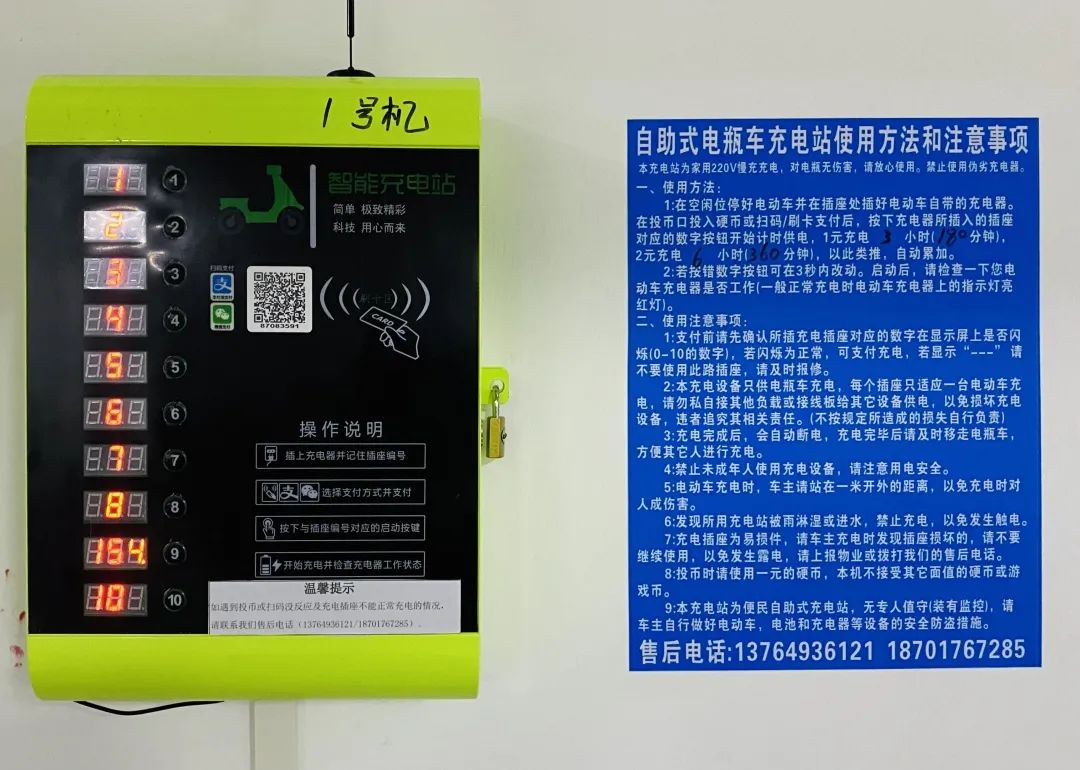 1号机
1
1
2
2
3
3
4
4
5
5
6
6
7
7
8
8
164.
9
10
10
智能充电站
简单 极致精彩
科技 用心而来
扫码支付
87083591
刷卡区
CARD
操作说明
插上充电器并记住插座编号
选择支付方式并支付
按下与插座编号对应的启动按键
开始充电并检查充电器工作状态
温馨提示
如遇到投币或扫码没反应及充电插座不能正常充电的情况,
请联系我们售后电话(13764936121/18701767285)。
自助式电瓶车充电站使用方法和注意事项
本充电站为家用220V慢充充电，对电瓶无伤害，请放心使用。禁止使用伪劣充电器。
一、使用方法：
1:在空闲位停好电动车并在插座处插好电动车自带的充电器。
在投币口投入硬币或扫码/刷卡支付后，按下充电器所插入的插座
对应的数字按钮开始计时供电，1元充电 3 小时(180分钟)，
2元充电 6 小时(360分钟)，以此类推，自动累加。
2:若按错数字按钮可在3秒内改动。启动后，请检查一下您电
动车充电器是否工作(一般正常充电时电动车充电器上的指示灯亮
红灯)。
二、使用注意事项：
1:支付前请先确认所插充电插座对应的数字在显示屏上是否闪
烁(0-10的数字)，若闪烁为正常，可支付充电，若显示“---”请
不要使用此路插座，请及时报修。
2:本充电设备只供电瓶车充电，每个插座只适应一台电动车充
电，请勿私自接其他负载或接线板给其它设备供电，以免损坏充电
设备，违者追究其相关责任。(不按规定所造成的损失自行负责)
3:充电完成后，会自动断电，充电完毕后请及时移走电瓶车，
方便其它人进行充电。
4:禁止未成年人使用充电设备，请注意用电安全。
5:电动车充电时，车主请站在一米开外的距离，以免充电时对
人成伤害。
6:发现所用充电站被雨淋湿或进水，禁止充电，以免发生触电。
7:充电插座为易损件，请车主充电时发现插座损坏的，请不要
继续使用，以免发生露电，请上报物业或拨打我们的售后电话。
8:投币时请使用一元的硬币，本机不接受其它面值的硬币或游
戏币。
9:本充电站为便民自助式充电站，无专人值守(装有监控)，请
车主自行做好电动车，电池和充电器等设备的安全防盗措施。
售后电话:13764936121 18701767285